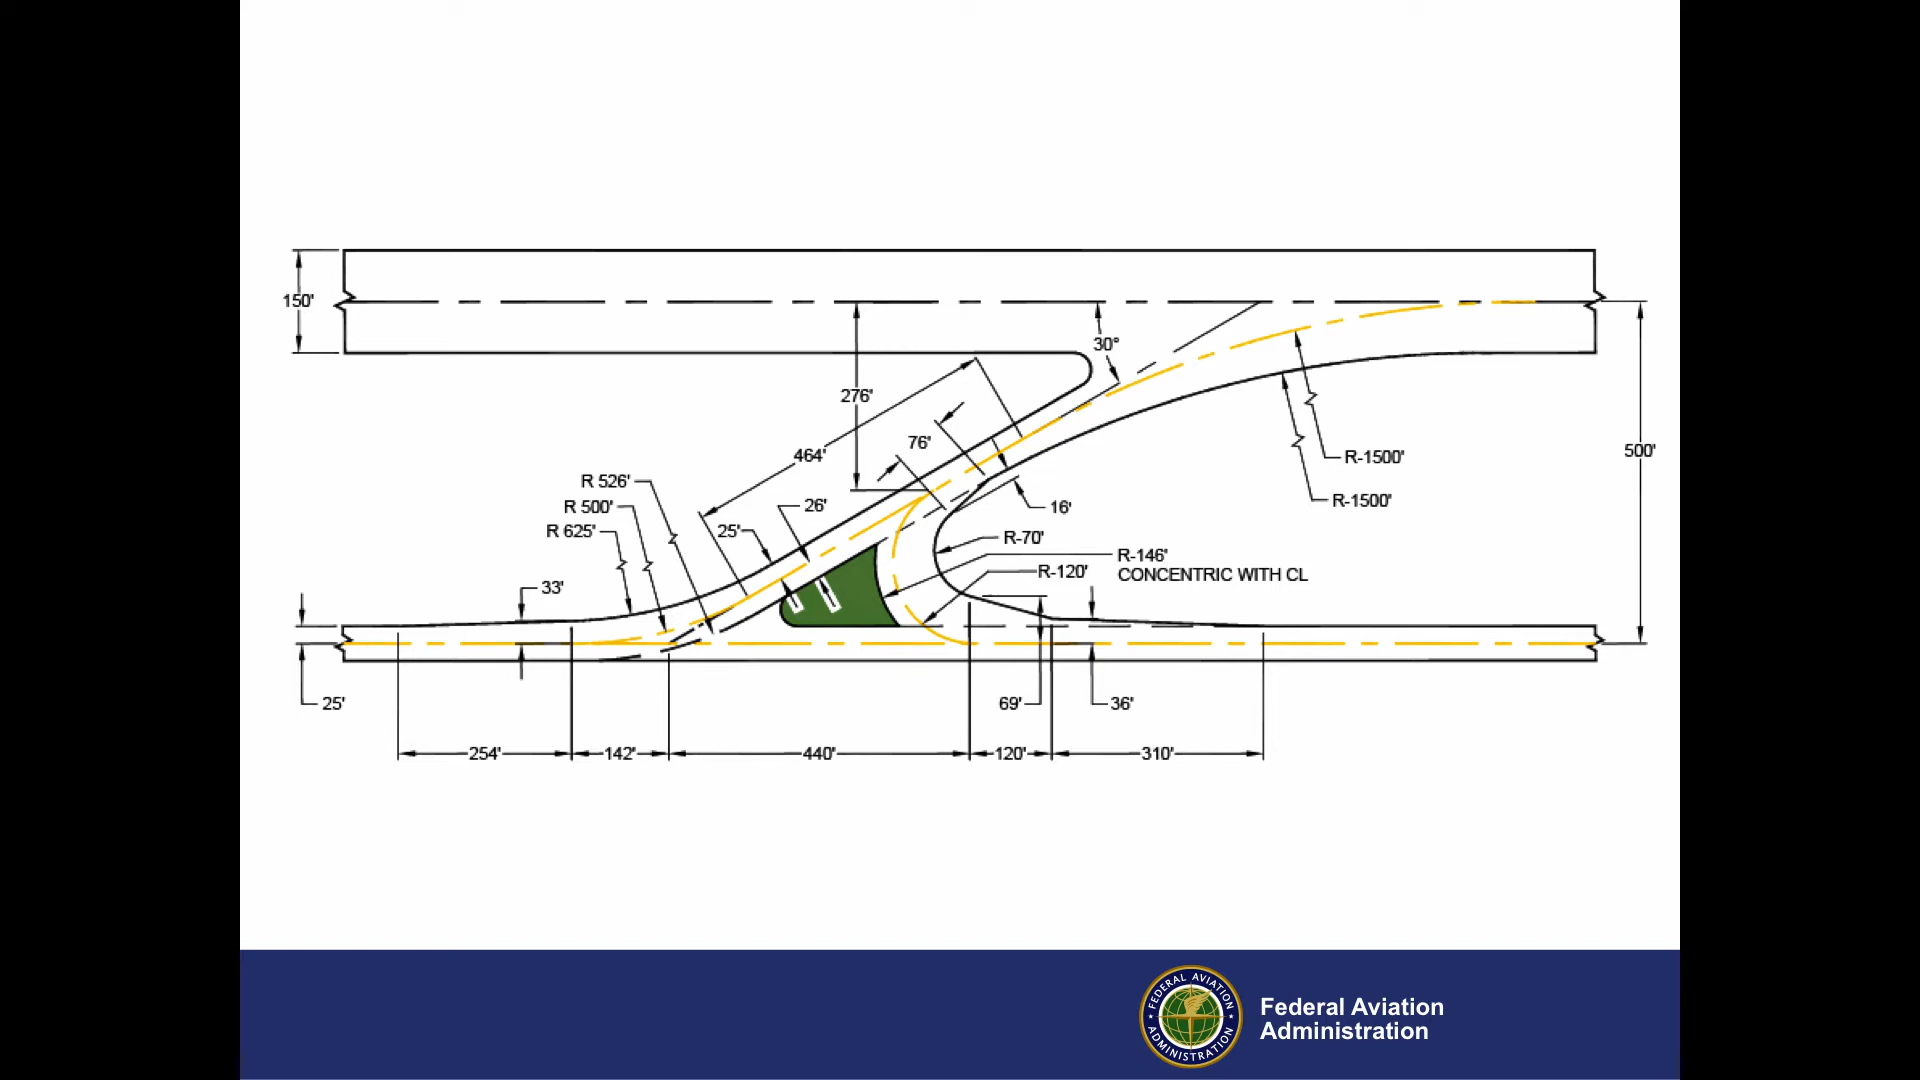 150'
30°
276'
76'
464'
500'
R-1500'
R 526'
R-1500'
R 500'
26'
16'
R 625'
25'
R-70'
R-146'
CONCENTRIC WITH CL
R-120'
33'
25'
69'
36'
254'
142'
440'
120'
310'
FEDERAL AVIATION
ADMINISTRATION
Federal Aviation
Administration